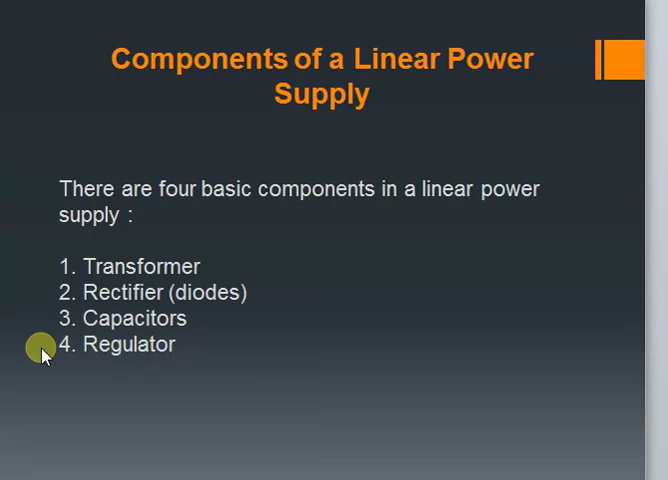 Components of a Linear Power
Supply
There are four basic components in a linear power
supply :
1. Transformer
2. Rectifier (diodes)
3. Capacitors
4. Regulator